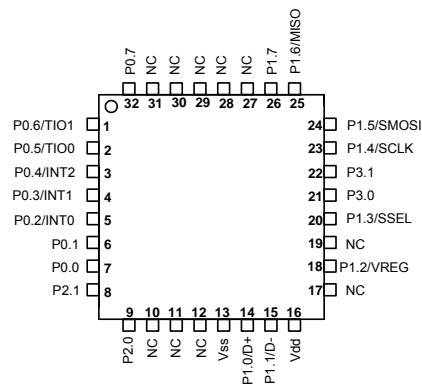 P0.7 NC NC NC NC NC P1.7 P1.6/MISO
32 31 30 29 28 27 26 25
P0.6/TIO1 1 24 P1.5/SMOSI
P0.5/TIO0 2 23 P1.4/SCLK
P0.4/INT2 3 22 P3.1
P0.3/INT1 4 21 P3.0
P0.2/INT0 5 20 P1.3/SSEL
P0.1 6 19 NC
P0.0 7 18 P1.2/VREG
P2.1 8 17 NC
9 10 11 12 13 14 15 16
P2.0 NC NC NC Vss P1.0/D+ P1.1/D- Vdd